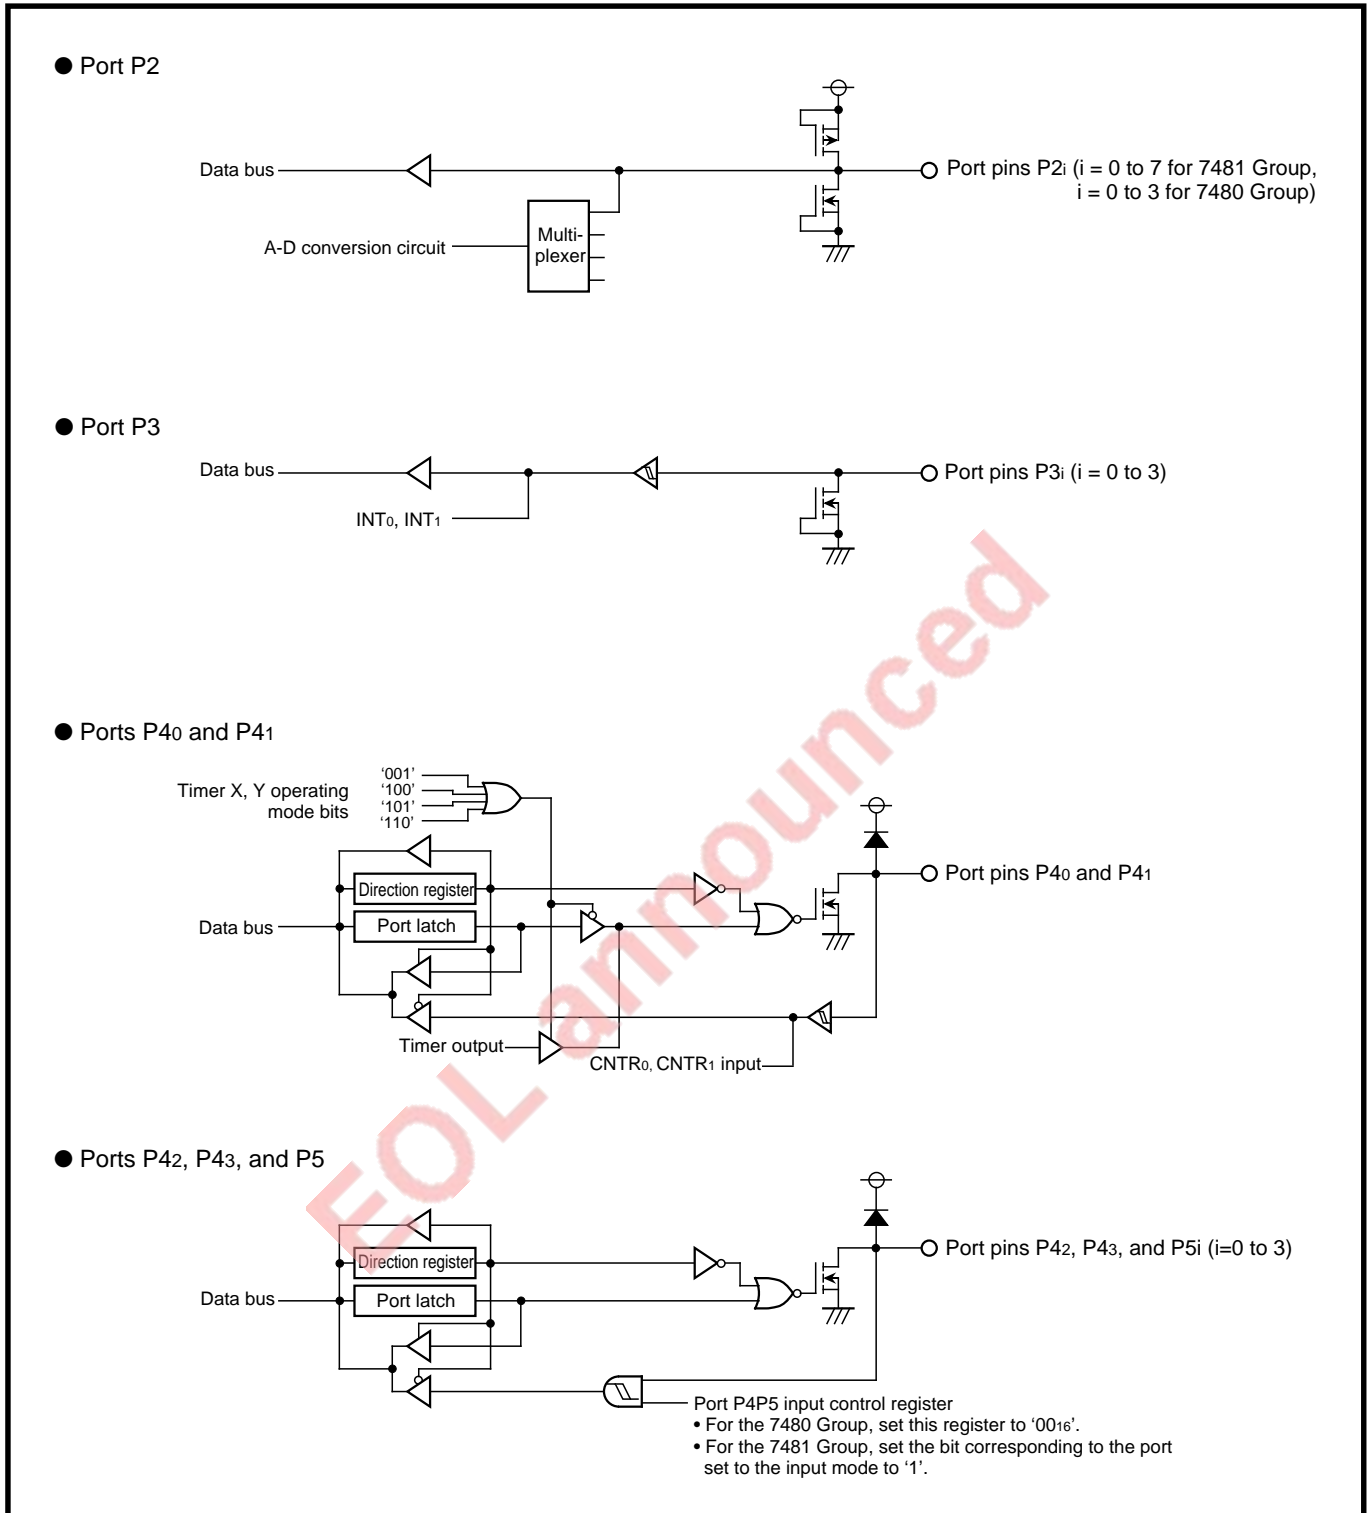 ● Port P2
Data bus
Port pins P2i (i = 0 to 7 for 7481 Group,
i = 0 to 3 for 7480 Group)
Multi-
plexer
A-D conversion circuit
● Port P3
Data bus
Port pins P3i (i = 0 to 3)
INT0, INT1
● Ports P40 and P41
Timer X, Y operating
mode bits
‘001’
‘100’
‘101’
‘110’
Direction register
Port latch
Data bus
Port pins P40 and P41
Timer output
CNTR0, CNTR1 input
● Ports P42, P43, and P5
Direction register
Port latch
Data bus
Port pins P42, P43, and P5i (i=0 to 3)
Port P4P5 input control register
• For the 7480 Group, set this register to ‘0016’.
• For the 7481 Group, set the bit corresponding to the port
set to the input mode to ‘1’.
EOL announced